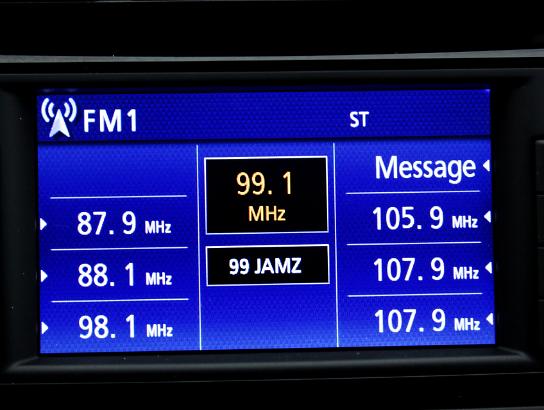 FM1 ST
Message
99.1
MHz
87.9 MHz
105.9 MHz
99 JAMZ
88.1 MHz
107.9 MHz
98.1 MHz
107.9 MHz